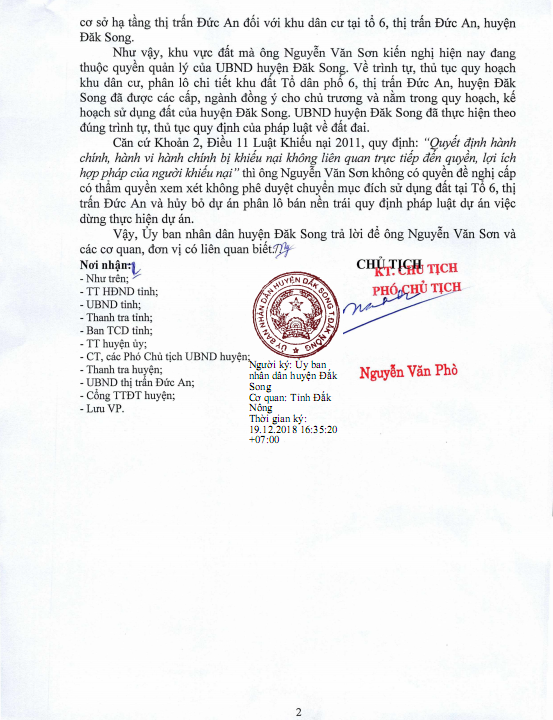 cơ sở hạ tầng thị trấn Đức An đối với khu dân cư tại tổ 6, thị trấn Đức An, huyện
Đăk Song.
Như vậy, khu vực đất mà ông Nguyễn Văn Sơn kiến nghị hiện nay đang
thuộc quyền quản lý của UBND huyện Đăk Song. Về trình tự, thủ tục quy hoạch
khu dân cư, phân lô chi tiết khu đất Tổ dân phố 6, thị trấn Đức An, huyện Đăk
Song đã được các cấp, ngành đồng ý cho chủ trương và nằm trong quy hoạch, kế
hoạch sử dụng đất của huyện Đăk Song. UBND huyện Đăk Song đã thực hiện theo
đúng trình tự, thủ tục quy định của pháp luật về đất đai.
Căn cứ Khoản 2, Điều 11 Luật Khiếu nại 2011, quy định: “Quyết định hành
chính, hành vi hành chính bị khiếu nại không liên quan trực tiếp đến quyền, lợi ích
hợp pháp của người khiếu nại” thì ông Nguyễn Văn Sơn không có quyền đề nghị cấp
có thẩm quyền xem xét không phê duyệt chuyển mục đích sử dụng đất tại Tổ 6, thị
trấn Đức An và hủy bỏ dự án phân lô bán nền trái quy định pháp luật dự án việc
dừng thực hiện dự án.
Vậy, Ủy ban nhân dân huyện Đăk Song trả lời để ông Nguyễn Văn Sơn và
các cơ quan, đơn vị có liên quan biết./.
Nơi nhận:
- Như trên;
- TT HĐND tỉnh;
- UBND tỉnh;
- Thanh tra tỉnh;
- Ban TCD tỉnh;
- TT huyện ủy;
- CT, các Phó Chủ tịch UBND huyện;
- Thanh tra huyện;
- UBND thị trấn Đức An;
- Cổng TTĐT huyện;
- Lưu VP.
CHỦ TỊCH
KT. CHỦ TỊCH
PHÓ CHỦ TỊCH
ỦY BAN NHÂN DÂN HUYỆN ĐĂK SONG T. ĐĂK NÔNG
Người ký: Ủy ban
nhân dân huyện Đắk
Song
Cơ quan: Tỉnh Đắk
Nông
Thời gian ký:
19.12.2018 16:35:20
+07:00
Nguyễn Văn Phò
2